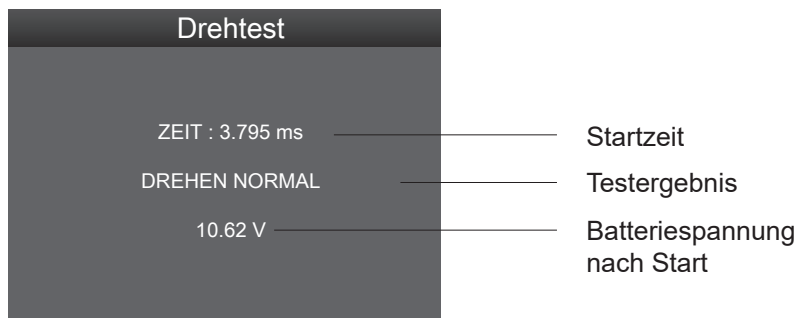 Drehtest
ZEIT : 3.795 ms
Startzeit
DREHEN NORMAL
Testergebnis
10.62 V
Batteriespannung
nach Start